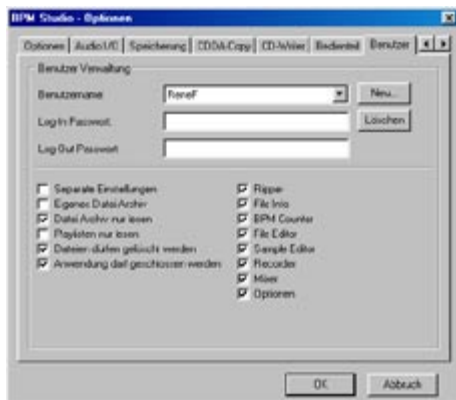 BPM Studio - Optionen
Optionen Audio I/O Speicherung CDDA-Copy CD-Writer Bedienteil Benutzer
Benutzer Verwaltung
Benutzername: ReneF Neu...
Log In Passwort: Löschen
Log Out Passwort:
Separate Einstellungen
Eigenes Datei Archiv
Datei Archiv nur lesen
Playlisten nur lesen
Dateien dürfen gelöscht werden
Anwendung darf geschlossen werden
Ripper
File Info
BPM Counter
File Editor
Sample Editor
Recorder
Mixer
Optionen
OK Abbruch